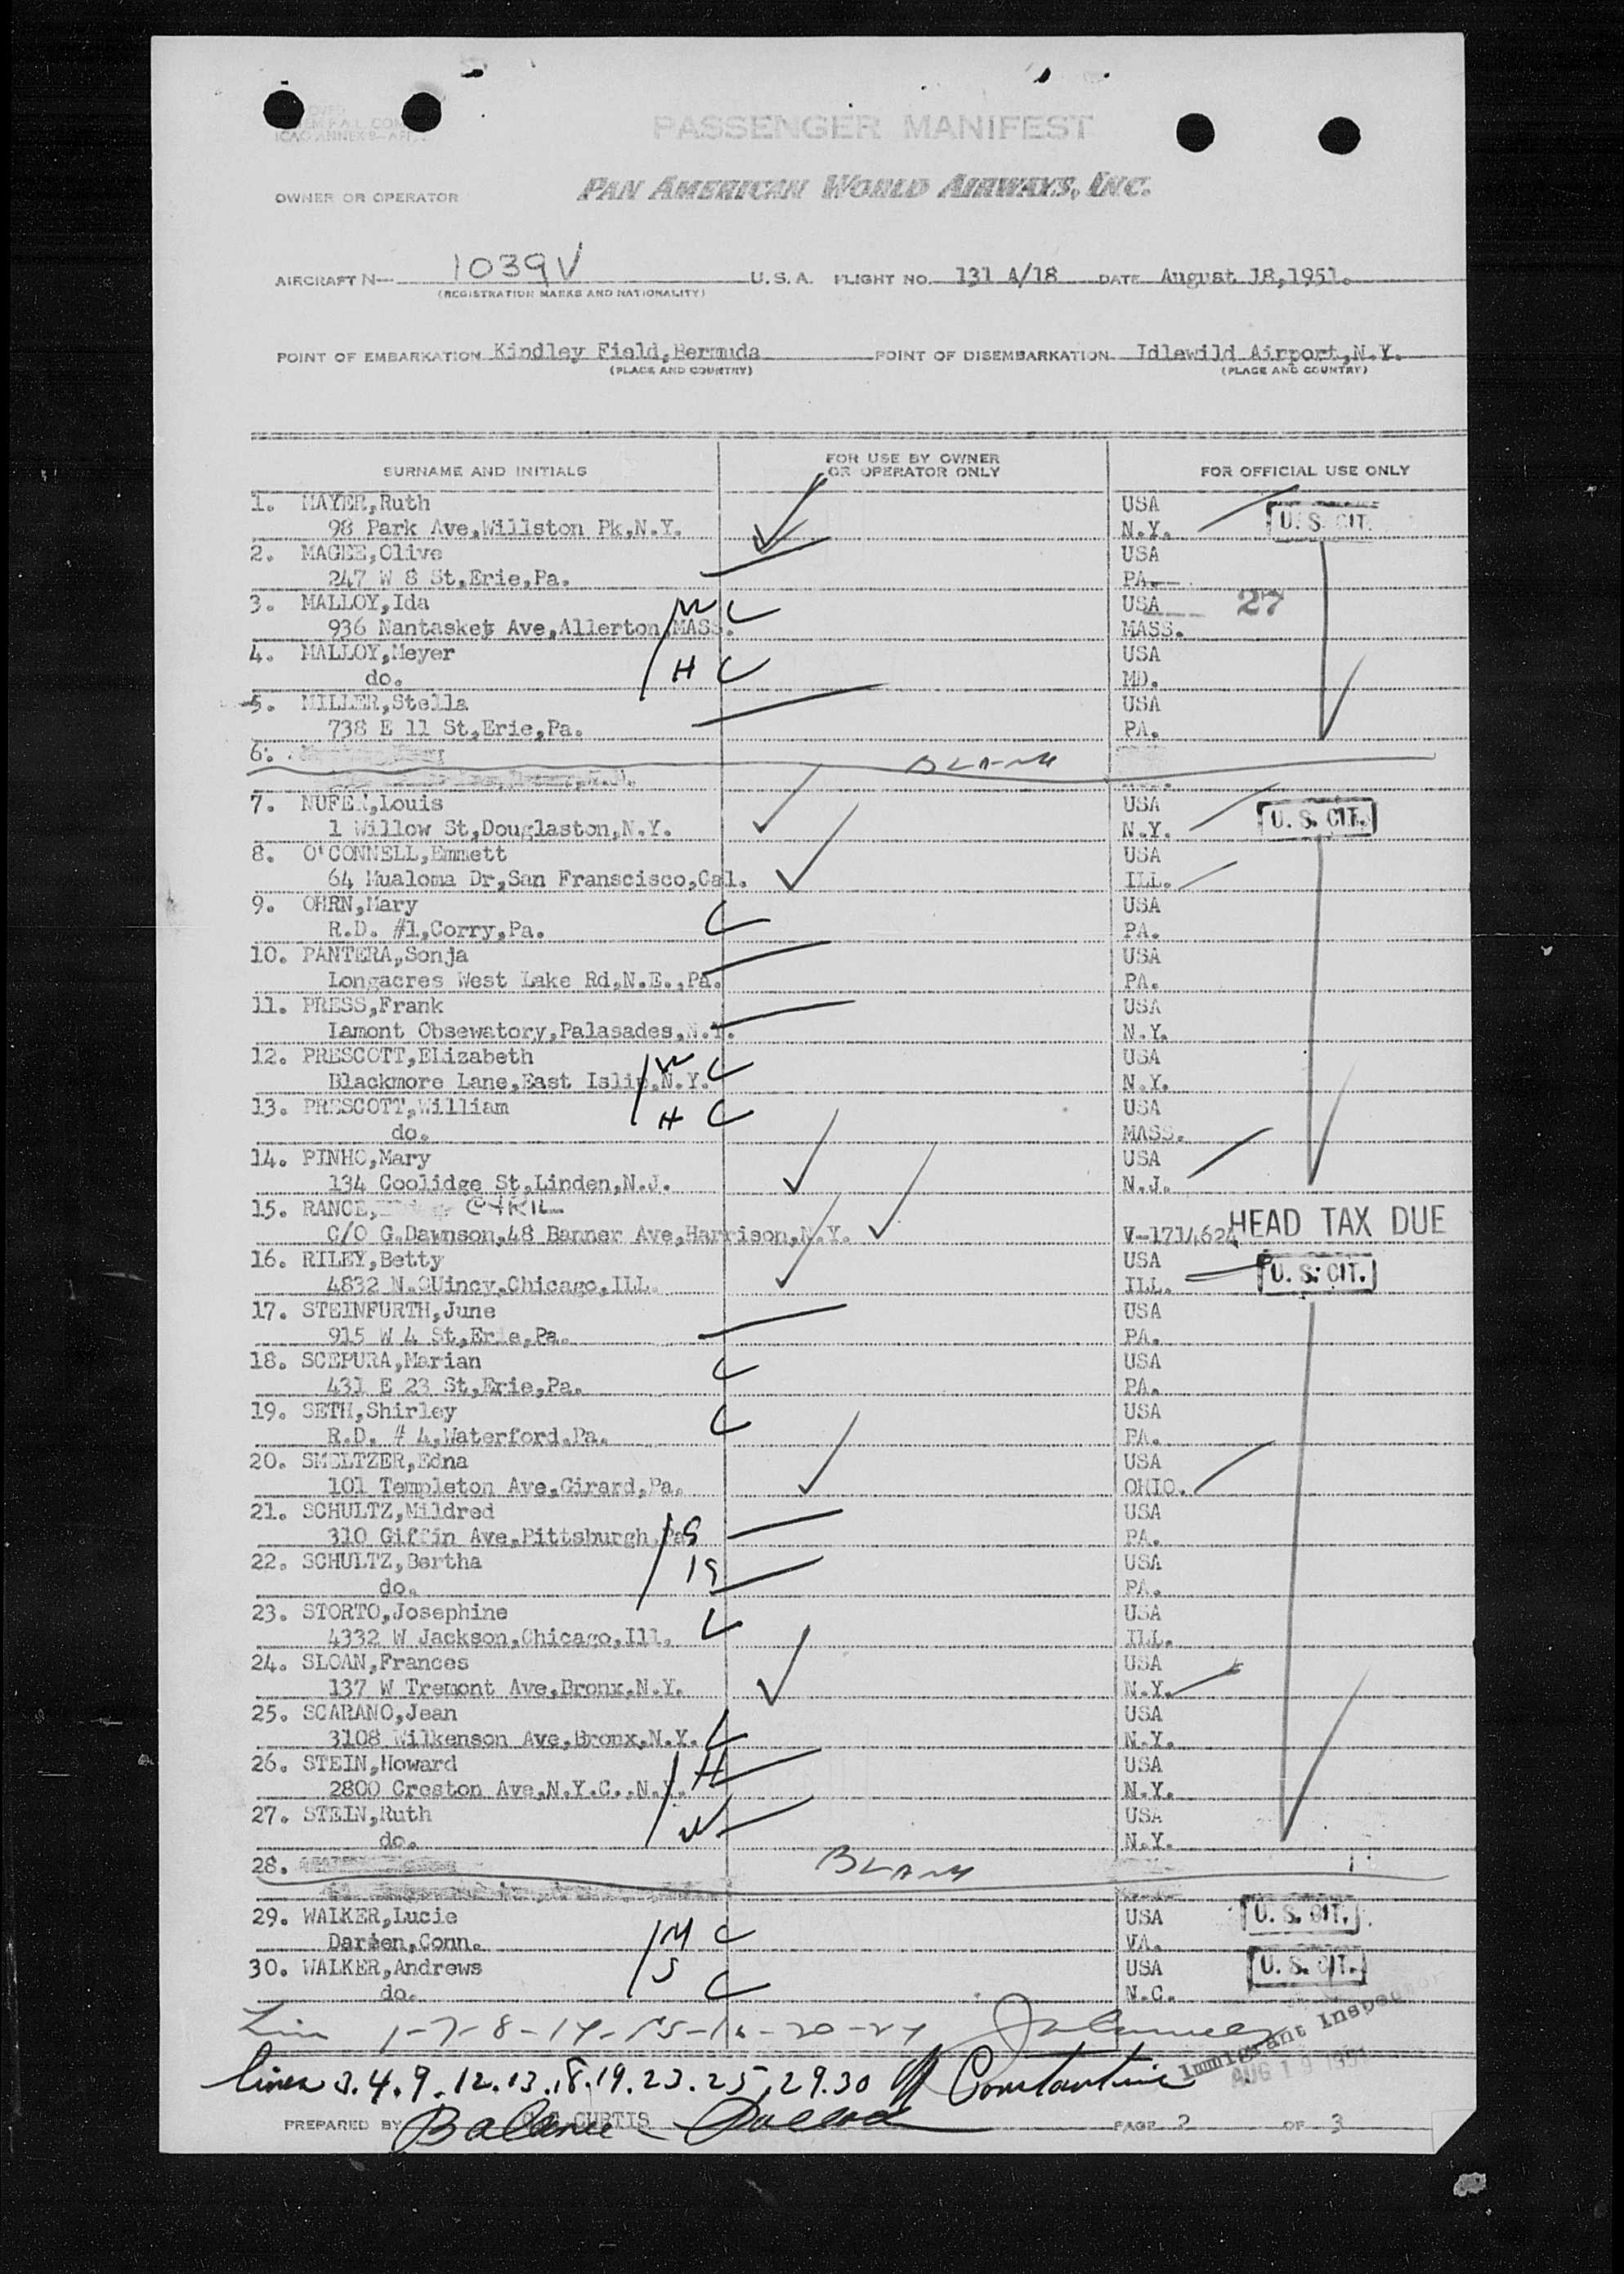 PASSENGER MANIFEST
OWNER OR OPERATOR PAN AMERICAN WORLD AIRWAYS, INC.
AIRCRAFT N— 1039V U. S. A. FLIGHT NO. 131 A/18 DATE August 18,1951.
(REGISTRATION MARKS AND NATIONALITY)
POINT OF EMBARKATION Kindley Field,Bermuda POINT OF DISEMBARKATION Idlewild Airport,N.Y.
(PLACE AND COUNTRY) (PLACE AND COUNTRY)
SURNAME AND INITIALS FOR USE BY OWNER OR OPERATOR ONLY FOR OFFICIAL USE ONLY
1. MAYER,Ruth USA
98 Park Ave,Willston Pk,N.Y. N.Y. U. S. CIT.
2. MAGEE,Olive USA
247 W 8 St,Erie,Pa. PA.
3. MALLOY,Ida W C USA 27
936 Nantasket Ave,Allerton,MASS. MASS.
4. MALLOY,Meyer H C USA
do. MD.
5. MILLER,Stella USA
738 E 11 St,Erie,Pa. PA.
6. BLANK
7. NUFER,Louis USA
1 Willow St,Douglaston,N.Y. N.Y. U. S. CIT.
8. O'CONNELL,Emmett USA
64 Mualoma Dr,San Franscisco,Cal. ILL.
9. OHRN,Mary C USA
R.D. #1,Corry,Pa. PA.
10. PANTERA,Sonja USA
Longacres West Lake Rd,N.E.,Pa. PA.
11. PRESS,Frank USA
Lamont Obsewatory,Palasades,N.Y. N.Y.
12. PRESCOTT,ELizabeth W C USA
Blackmore Lane,East Islip,N.Y. N.Y.
13. PRESCOTT,William H C USA
do. MASS.
14. PINHO,Mary USA
134 Coolidge St,Linden,N.J. N.J.
15. RANCE, CYRIL
C/O G.Dawnson,48 Banner Ave,Harrison,N.Y. V-1714624 HEAD TAX DUE
16. RILEY,Betty USA
4832 N.QUincy,Chicago,ILL. ILL. U. S. CIT.
17. STEINFURTH,June USA
915 W 4 St,Erie,Pa. PA.
18. SCEPURA,Marian C USA
431 E 23 St,Erie,Pa. PA.
19. SETH,Shirley C USA
R.D. # 4,Waterford,Pa. PA.
20. SMELTZER,Edna USA
101 Templeton Ave,Girard,Pa. OHIO.
21. SCHULTZ,Mildred S USA
310 Giffin Ave,Pittsburgh,Pa PA.
22. SCHULTZ,Bertha 1S USA
do. PA.
23. STORTO,Josephine C USA
4332 W Jackson,Chicago,Ill. ILL.
24. SLOAN,Frances USA
137 W Tremont Ave,Bronx,N.Y. N.Y.
25. SCARANO,Jean C USA
3108 Wilkenson Ave,Bronx,N.Y. N.Y.
26. STEIN,Howard H USA
2800 Creston Ave,N.Y.C.,N.Y. N.Y.
27. STEIN,Ruth W USA
do. N.Y.
28. BLANK
29. WALKER,Lucie M C USA U. S. CIT.
Darien,Conn. VA.
30. WALKER,Andrews S C USA U. S. CIT.
do. N.C.
Line 1-7-8-14-15-16-20-24 Immigrant Inspector
AUG 19 1951
lines 3.4.9.12.13.18.19.23.25.29.30 Constantine
PREPARED BY CURTIS Balance PAGE 2 OF 3